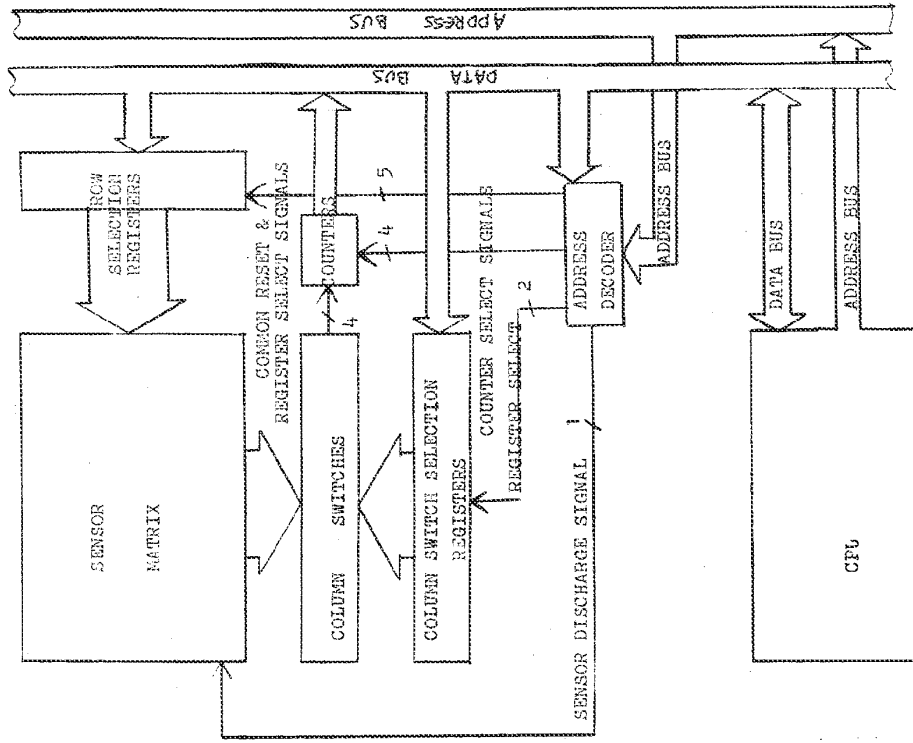 ADDRESS BUS
DATA BUS
ROW
SELECTION
REGISTERS
COMMON RESET &
REGISTER SELECT SIGNALS
5
COUNTERS
4
4
SENSOR
MATRIX
COLUMN SWITCHES
COLUMN SWITCH SELECTION
REGISTERS
COUNTER SELECT SIGNALS
REGISTER SELECT
2
ADDRESS
DECODER
ADDRESS BUS
SENSOR DISCHARGE SIGNAL
1
DATA BUS
ADDRESS BUS
CPU